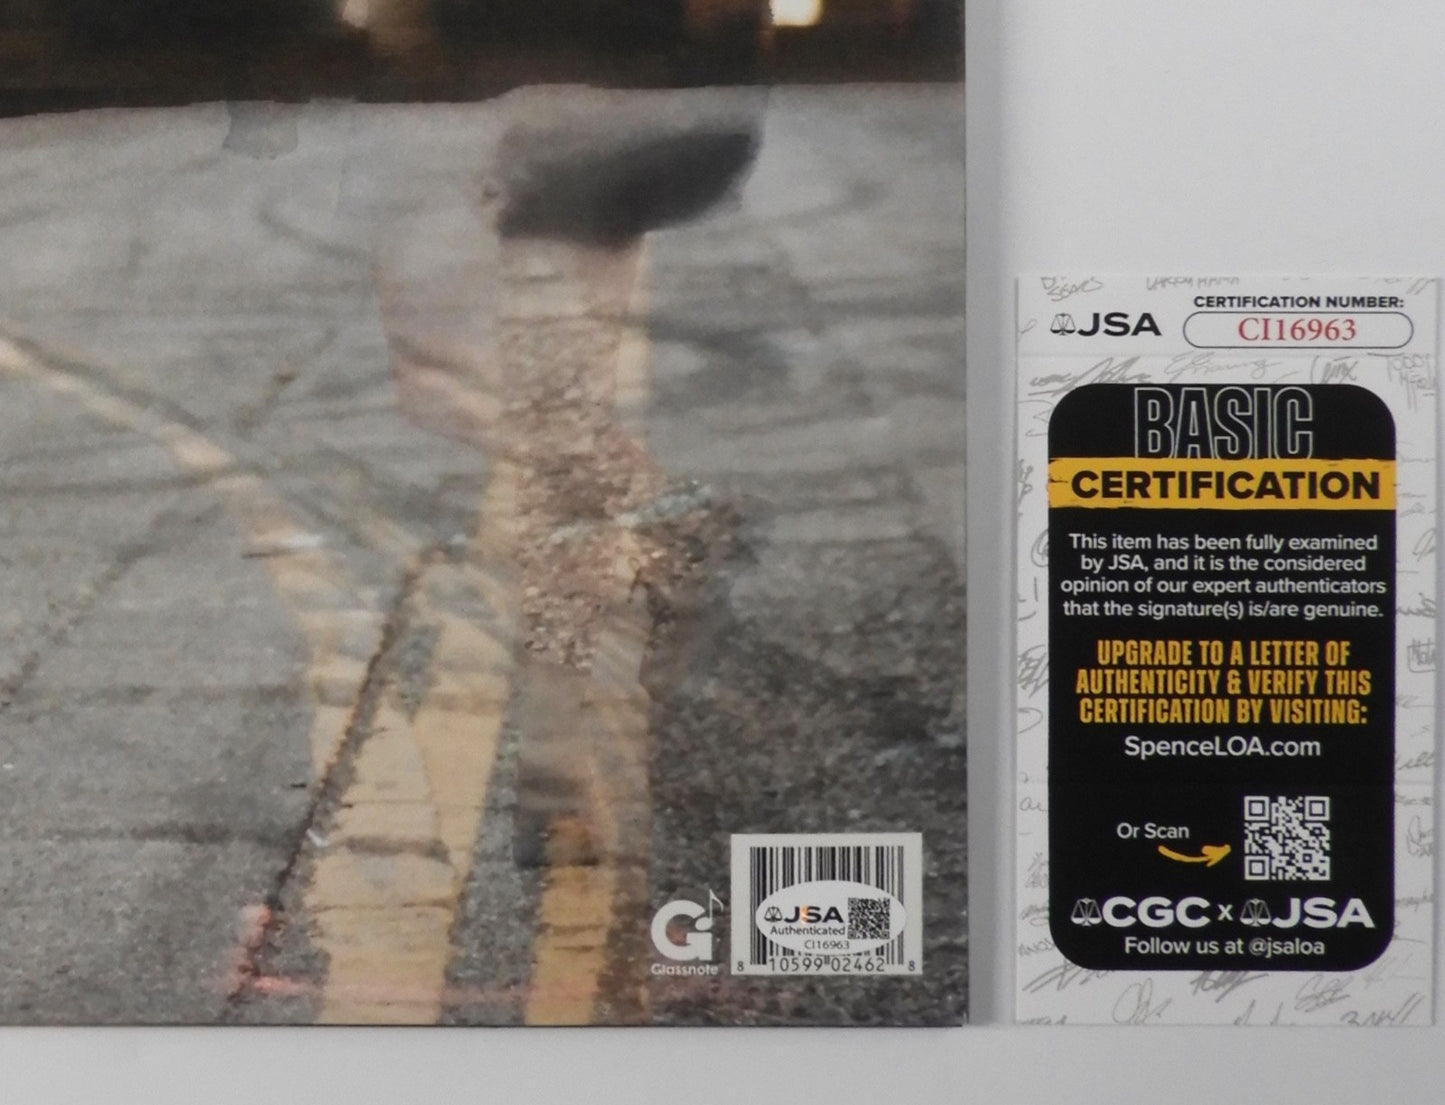 JSA
CERTIFICATION NUMBER:
CI16963
BASIC
CERTIFICATION
This item has been fully examined
by JSA, and it is the considered
opinion of our expert authenticators
that the signature(s) is/are genuine.
UPGRADE TO A LETTER OF
AUTHENTICITY & VERIFY THIS
CERTIFICATION BY VISITING:
SpenceLOA.com
Or Scan
CGC x JSA
Follow us at @jsaloa
G
Glassnote
JSA
Authenticated
CI16963
8 10599 02462 8